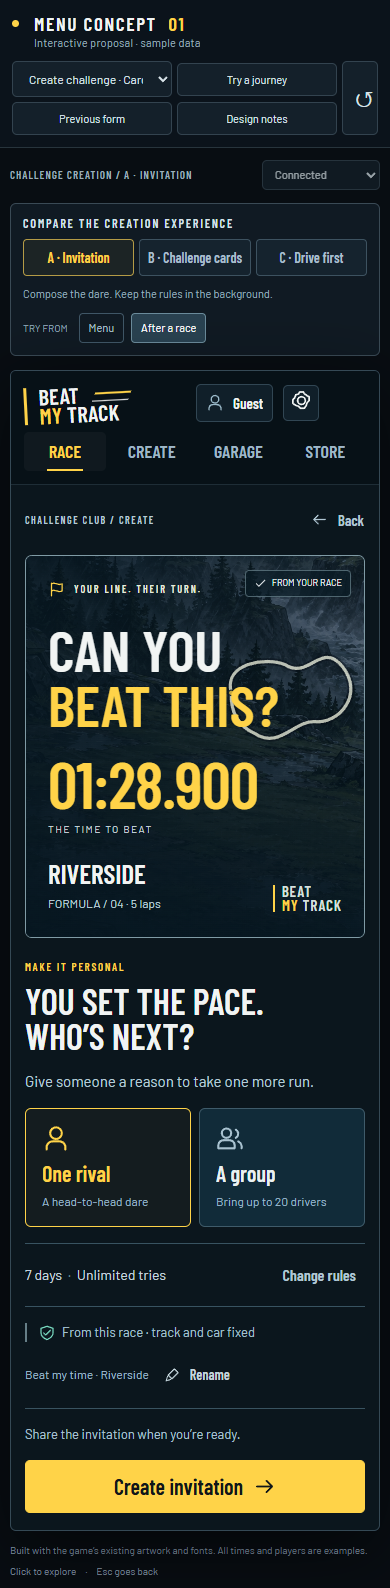 MENU CONCEPT 01
Interactive proposal · sample data
Create challenge · Car
Try a journey
Previous form
Design notes
CHALLENGE CREATION / A · INVITATION
Connected
COMPARE THE CREATION EXPERIENCE
A · Invitation
B · Challenge cards
C · Drive first
Compose the dare. Keep the rules in the background.
TRY FROM
Menu
After a race
BEAT
MY TRACK
Guest
RACE
CREATE
GARAGE
STORE
CHALLENGE CLUB / CREATE
← Back
YOUR LINE. THEIR TURN.
FROM YOUR RACE
CAN YOU
BEAT THIS?
01:28.900
THE TIME TO BEAT
RIVERSIDE
FORMULA / 04 · 5 laps
BEAT
MY TRACK
MAKE IT PERSONAL
YOU SET THE PACE.
WHO'S NEXT?
Give someone a reason to take one more run.
One rival
A head-to-head dare
A group
Bring up to 20 drivers
7 days · Unlimited tries
Change rules
From this race · track and car fixed
Beat my time · Riverside
Rename
Share the invitation when you're ready.
Create invitation →
Built with the game's existing artwork and fonts. All times and players are examples.
Click to explore · Esc goes back